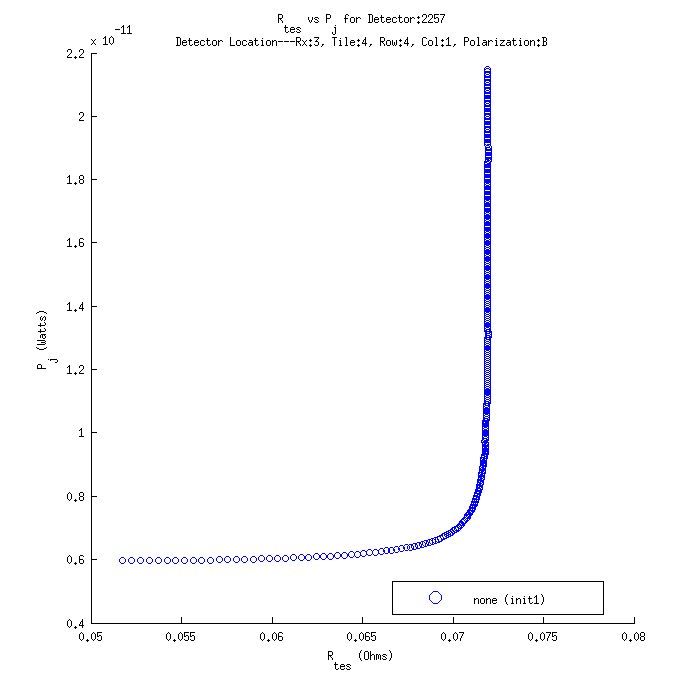 R_tes vs P_j for Detector:2257
x 10^-11
Detector Location---Rx:3, Tile:4, Row:4, Col:1, Polarization:B
2.2
2
1.8
1.6
1.4
1.2
1
0.8
0.6
0.4
P_j (Watts)
none (init1)
0.05 0.055 0.06 0.065 0.07 0.075 0.08
R_tes (Ohms)